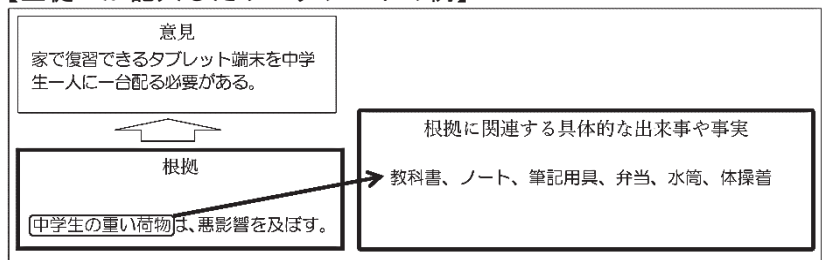 意見
家で復習できるタブレット端末を中学
生一人に一台配る必要がある。
根拠に関連する具体的な出来事や事実
根拠
教科書、ノート、筆記用具、弁当、水筒、体操着
中学生の重い荷物は、悪影響を及ぼす。